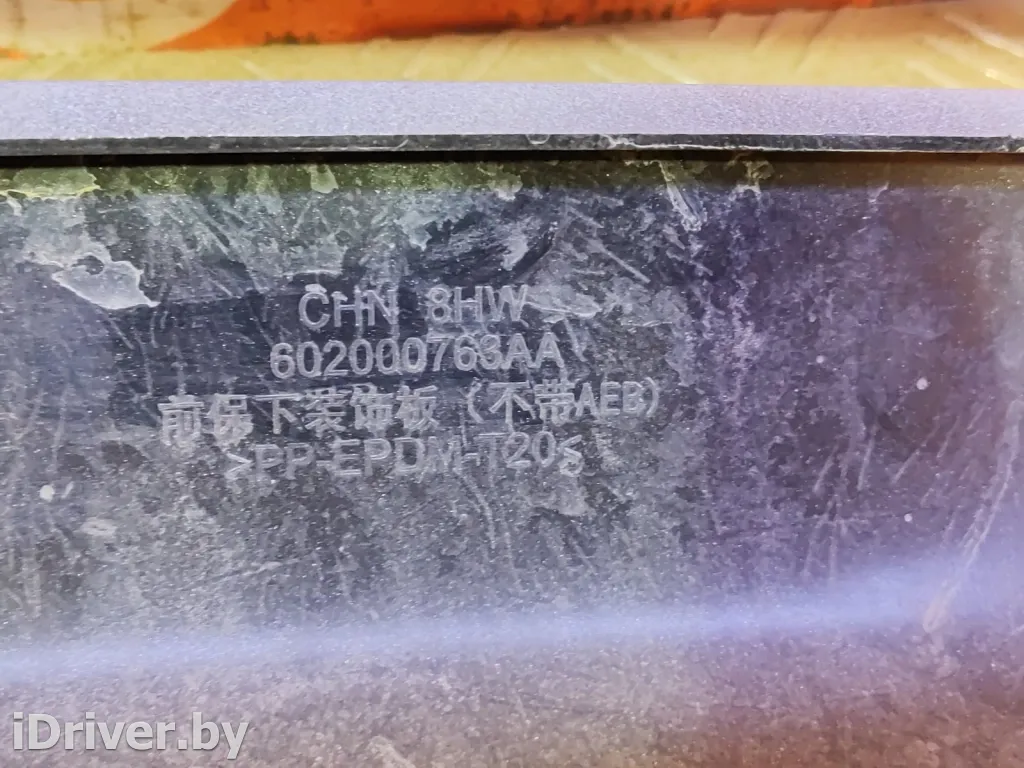 CHN 8HW
602000763AA
前保下装饰板（不带AEB）
>PP-EPDM-T20<
iDriver.by